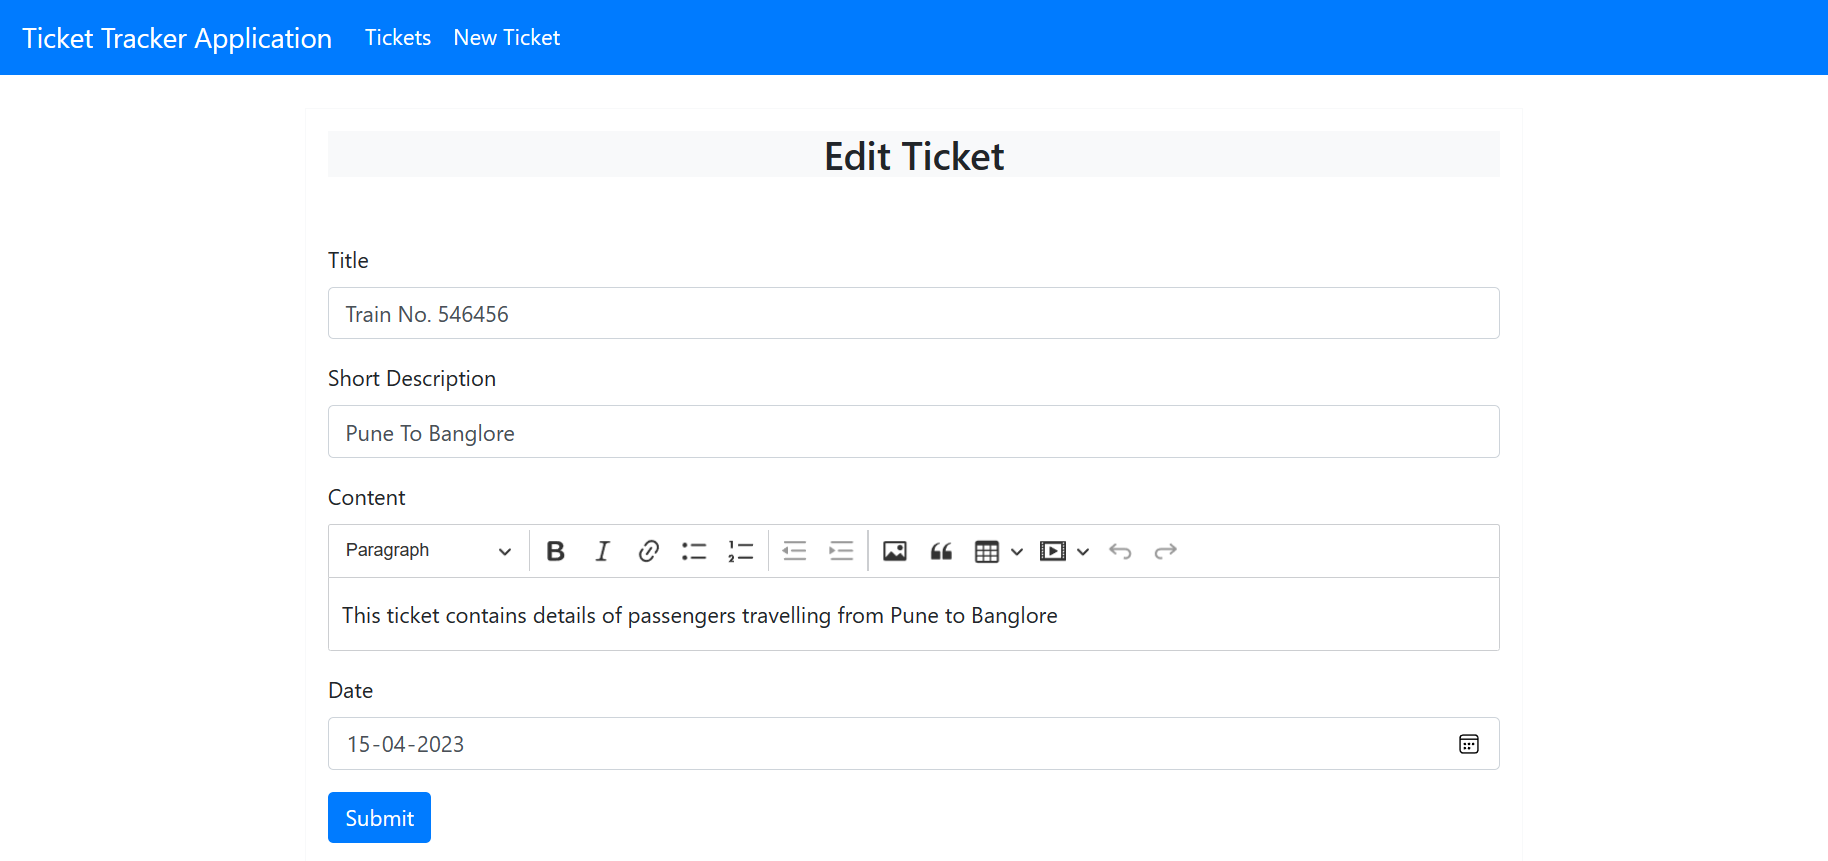 Ticket Tracker Application Tickets New Ticket
Edit Ticket
Title
Train No. 546456
Short Description
Pune To Banglore
Content
Paragraph
This ticket contains details of passengers travelling from Pune to Banglore
Date
15-04-2023
Submit